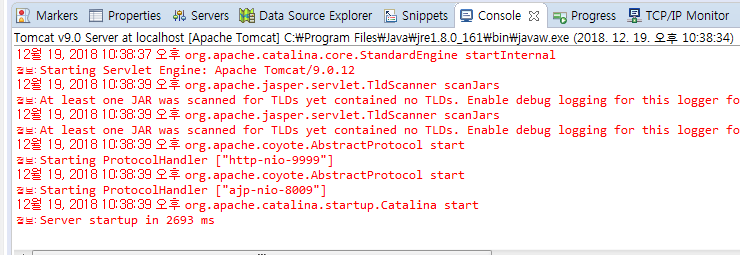 Markers Properties Servers Data Source Explorer Snippets Console Progress TCP/IP Monitor
Tomcat v9.0 Server at localhost [Apache Tomcat] C:₩Program Files₩Java₩jre1.8.0_161₩bin₩javaw.exe (2018. 12. 19. 오후 10:38:34)
12월 19, 2018 10:38:37 오후 org.apache.catalina.core.StandardEngine startInternal
정보: Starting Servlet Engine: Apache Tomcat/9.0.12
12월 19, 2018 10:38:39 오후 org.apache.jasper.servlet.TldScanner scanJars
정보: At least one JAR was scanned for TLDs yet contained no TLDs. Enable debug logging for this logger fo
12월 19, 2018 10:38:39 오후 org.apache.jasper.servlet.TldScanner scanJars
정보: At least one JAR was scanned for TLDs yet contained no TLDs. Enable debug logging for this logger fo
12월 19, 2018 10:38:39 오후 org.apache.coyote.AbstractProtocol start
정보: Starting ProtocolHandler ["http-nio-9999"]
12월 19, 2018 10:38:39 오후 org.apache.coyote.AbstractProtocol start
정보: Starting ProtocolHandler ["ajp-nio-8009"]
12월 19, 2018 10:38:39 오후 org.apache.catalina.startup.Catalina start
정보: Server startup in 2693 ms